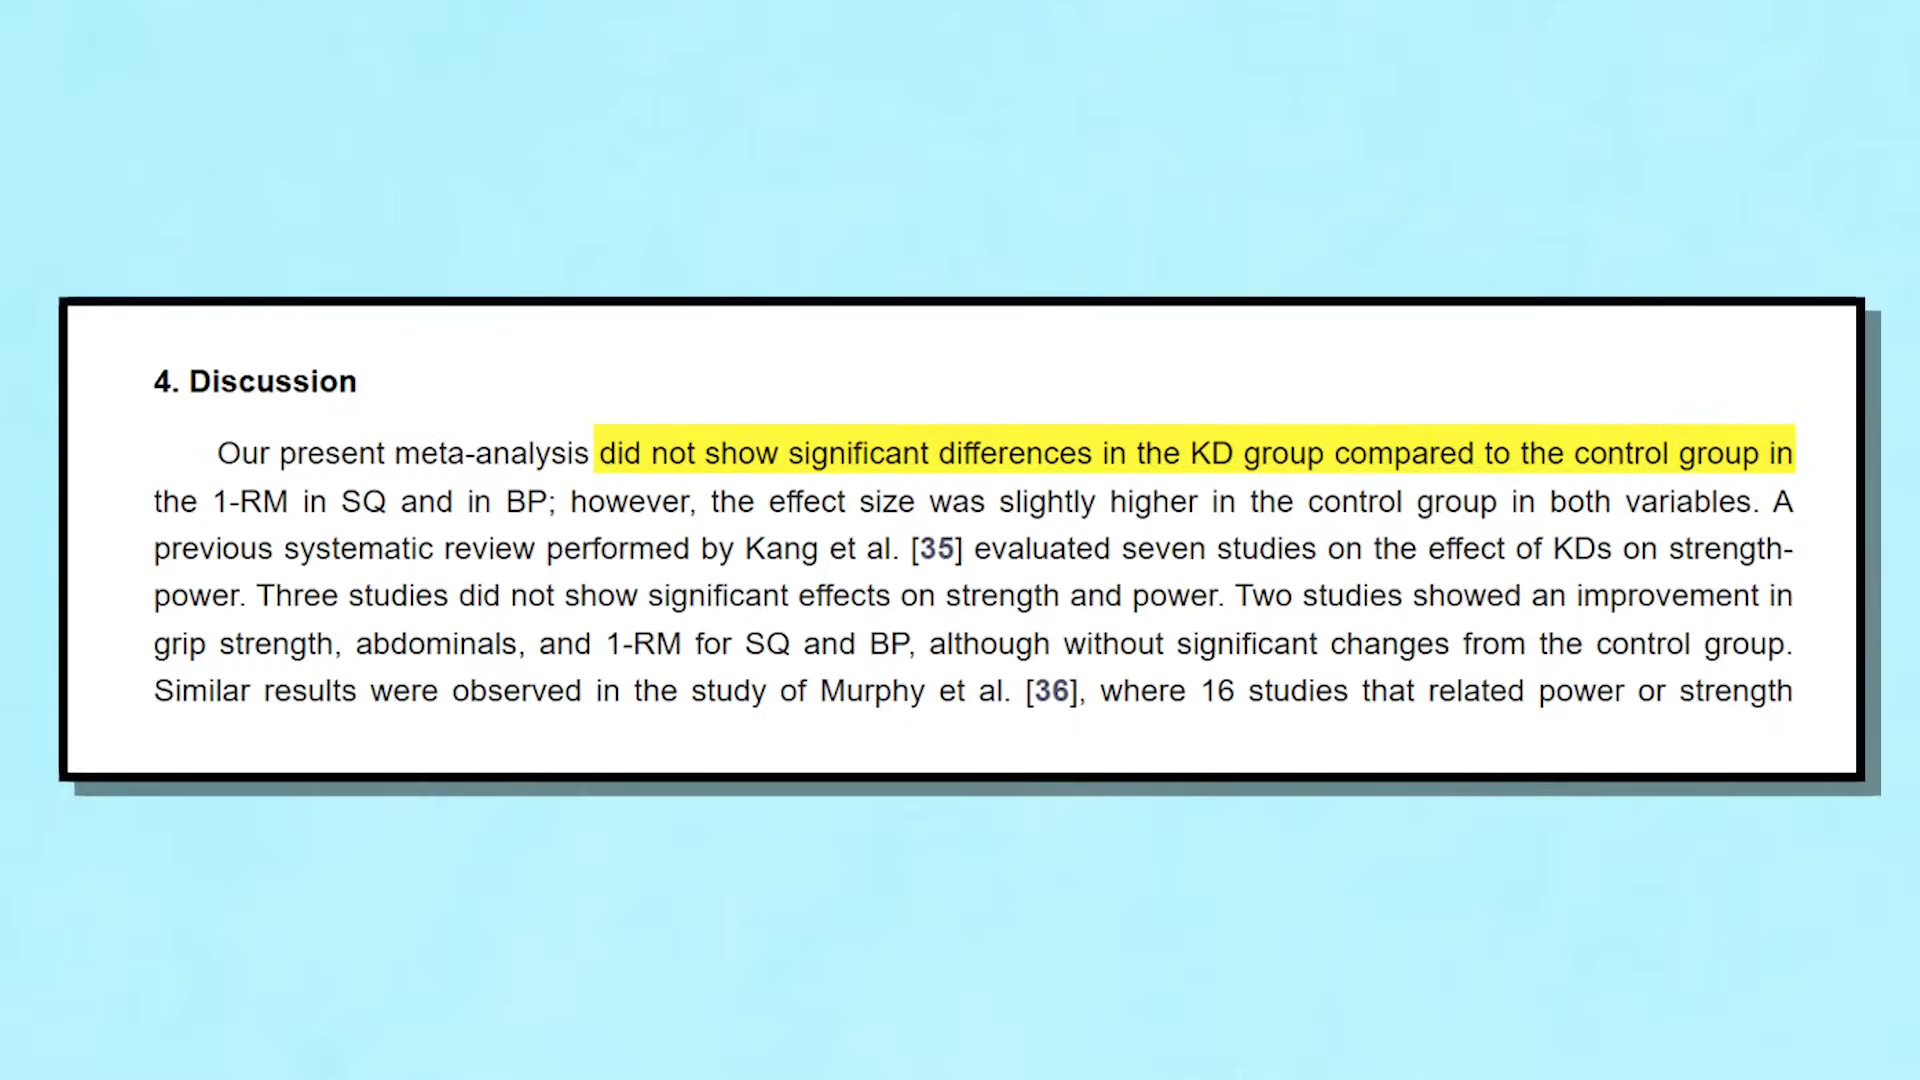 4. Discussion
Our present meta-analysis did not show significant differences in the KD group compared to the control group in
the 1-RM in SQ and in BP; however, the effect size was slightly higher in the control group in both variables. A
previous systematic review performed by Kang et al. [35] evaluated seven studies on the effect of KDs on strength-
power. Three studies did not show significant effects on strength and power. Two studies showed an improvement in
grip strength, abdominals, and 1-RM for SQ and BP, although without significant changes from the control group.
Similar results were observed in the study of Murphy et al. [36], where 16 studies that related power or strength